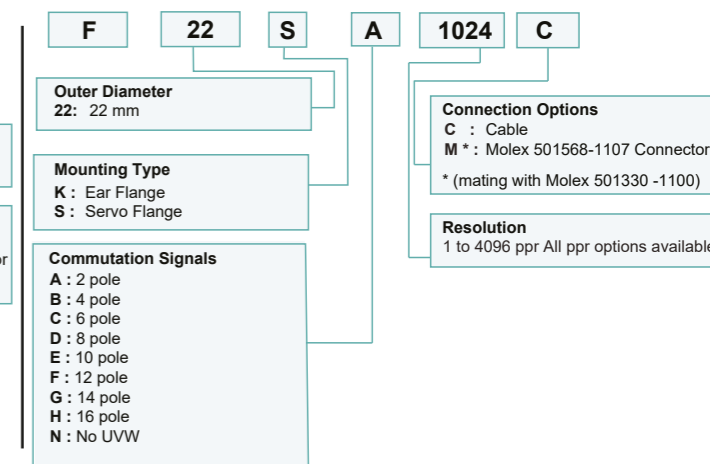 F 22 S A 1024 C
Outer Diameter
22: 22 mm
Mounting Type
K : Ear Flange
S : Servo Flange
Commutation Signals
A : 2 pole
B : 4 pole
C : 6 pole
D : 8 pole
E : 10 pole
F : 12 pole
G : 14 pole
H : 16 pole
N : No UVW
Connection Options
C : Cable
M * : Molex 501568-1107 Connector
* (mating with Molex 501330 -1100)
Resolution
1 to 4096 ppr All ppr options available